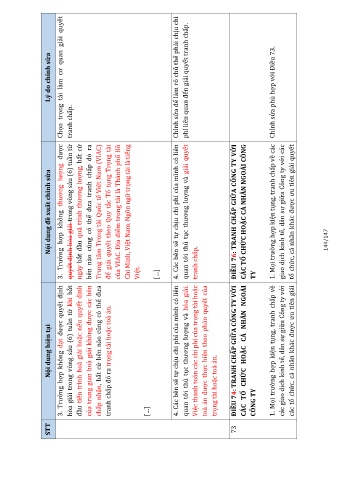 STT
Nội dung hiện tại
Nội dung đề xuất chỉnh sửa
Lý do chỉnh sửa
3. Trường hợp không đạt được quyết định
hòa giải trong vòng sáu (6) tuần từ khi bắt
đầu tiến trình hoà giải hoặc nếu quyết định
của trung gian hoà giải không được các bên
chấp nhận, bất cứ bên nào cũng có thể đưa
tranh chấp đó ra trọng tài hoặc toà án.
[...]
4. Các bên sẽ tự chịu chi phí của mình có liên
quan tới thủ tục thương lượng và hòa giải.
Việc thanh toán các chi phí của trọng tài hoặc
toà án được thực hiện theo phán quyết của
trọng tài hoặc toà án.
3. Trường hợp không thương lượng được
quyết định hòa giải trong vòng sáu (6) tuần từ
ngày bắt đầu quá trình thương lượng, bất cứ
bên nào cũng có thể đưa tranh chấp đó ra
Trung tâm Trọng tài Quốc tế Việt Nam (VIAC)
để giải quyết theo Quy tắc Tố tụng Trọng tài
của VIAC. Địa điểm trọng tài là Thành phố Hồ
Chí Minh, Việt Nam. Ngôn ngữ trọng tài là tiếng
Việt.
[...]
4. Các bên sẽ tự chịu chi phí của mình có liên
quan tới thủ tục thương lượng và giải quyết
tranh chấp.
Chọn trọng tài làm cơ quan giải quyết
tranh chấp.
Chỉnh sửa để làm rõ chủ thể phải chịu chi
phí liên quan đến giải quyết tranh chấp.
73
ĐIỀU 74: TRANH CHẤP GIỮA CÔNG TY VỚI
CÁC TỔ CHỨC HOẶC CÁ NHÂN NGOÀI
CÔNG TY
1. Mọi trường hợp kiện tụng, tranh chấp về
các giao dịch kinh tế, dân sự giữa Công ty với
các tổ chức, cá nhân khác được ưu tiên giải
ĐIỀU 76: TRANH CHẤP GIỮA CÔNG TY VỚI
CÁC TỔ CHỨC HOẶC CÁ NHÂN NGOÀI CÔNG
TY
1. Mọi trường hợp kiện tụng, tranh chấp về các
giao dịch kinh tế, dân sự giữa Công ty với các
tổ chức, cá nhân khác được ưu tiên giải quyết
Chỉnh sửa phù hợp với Điều 73.
144/147